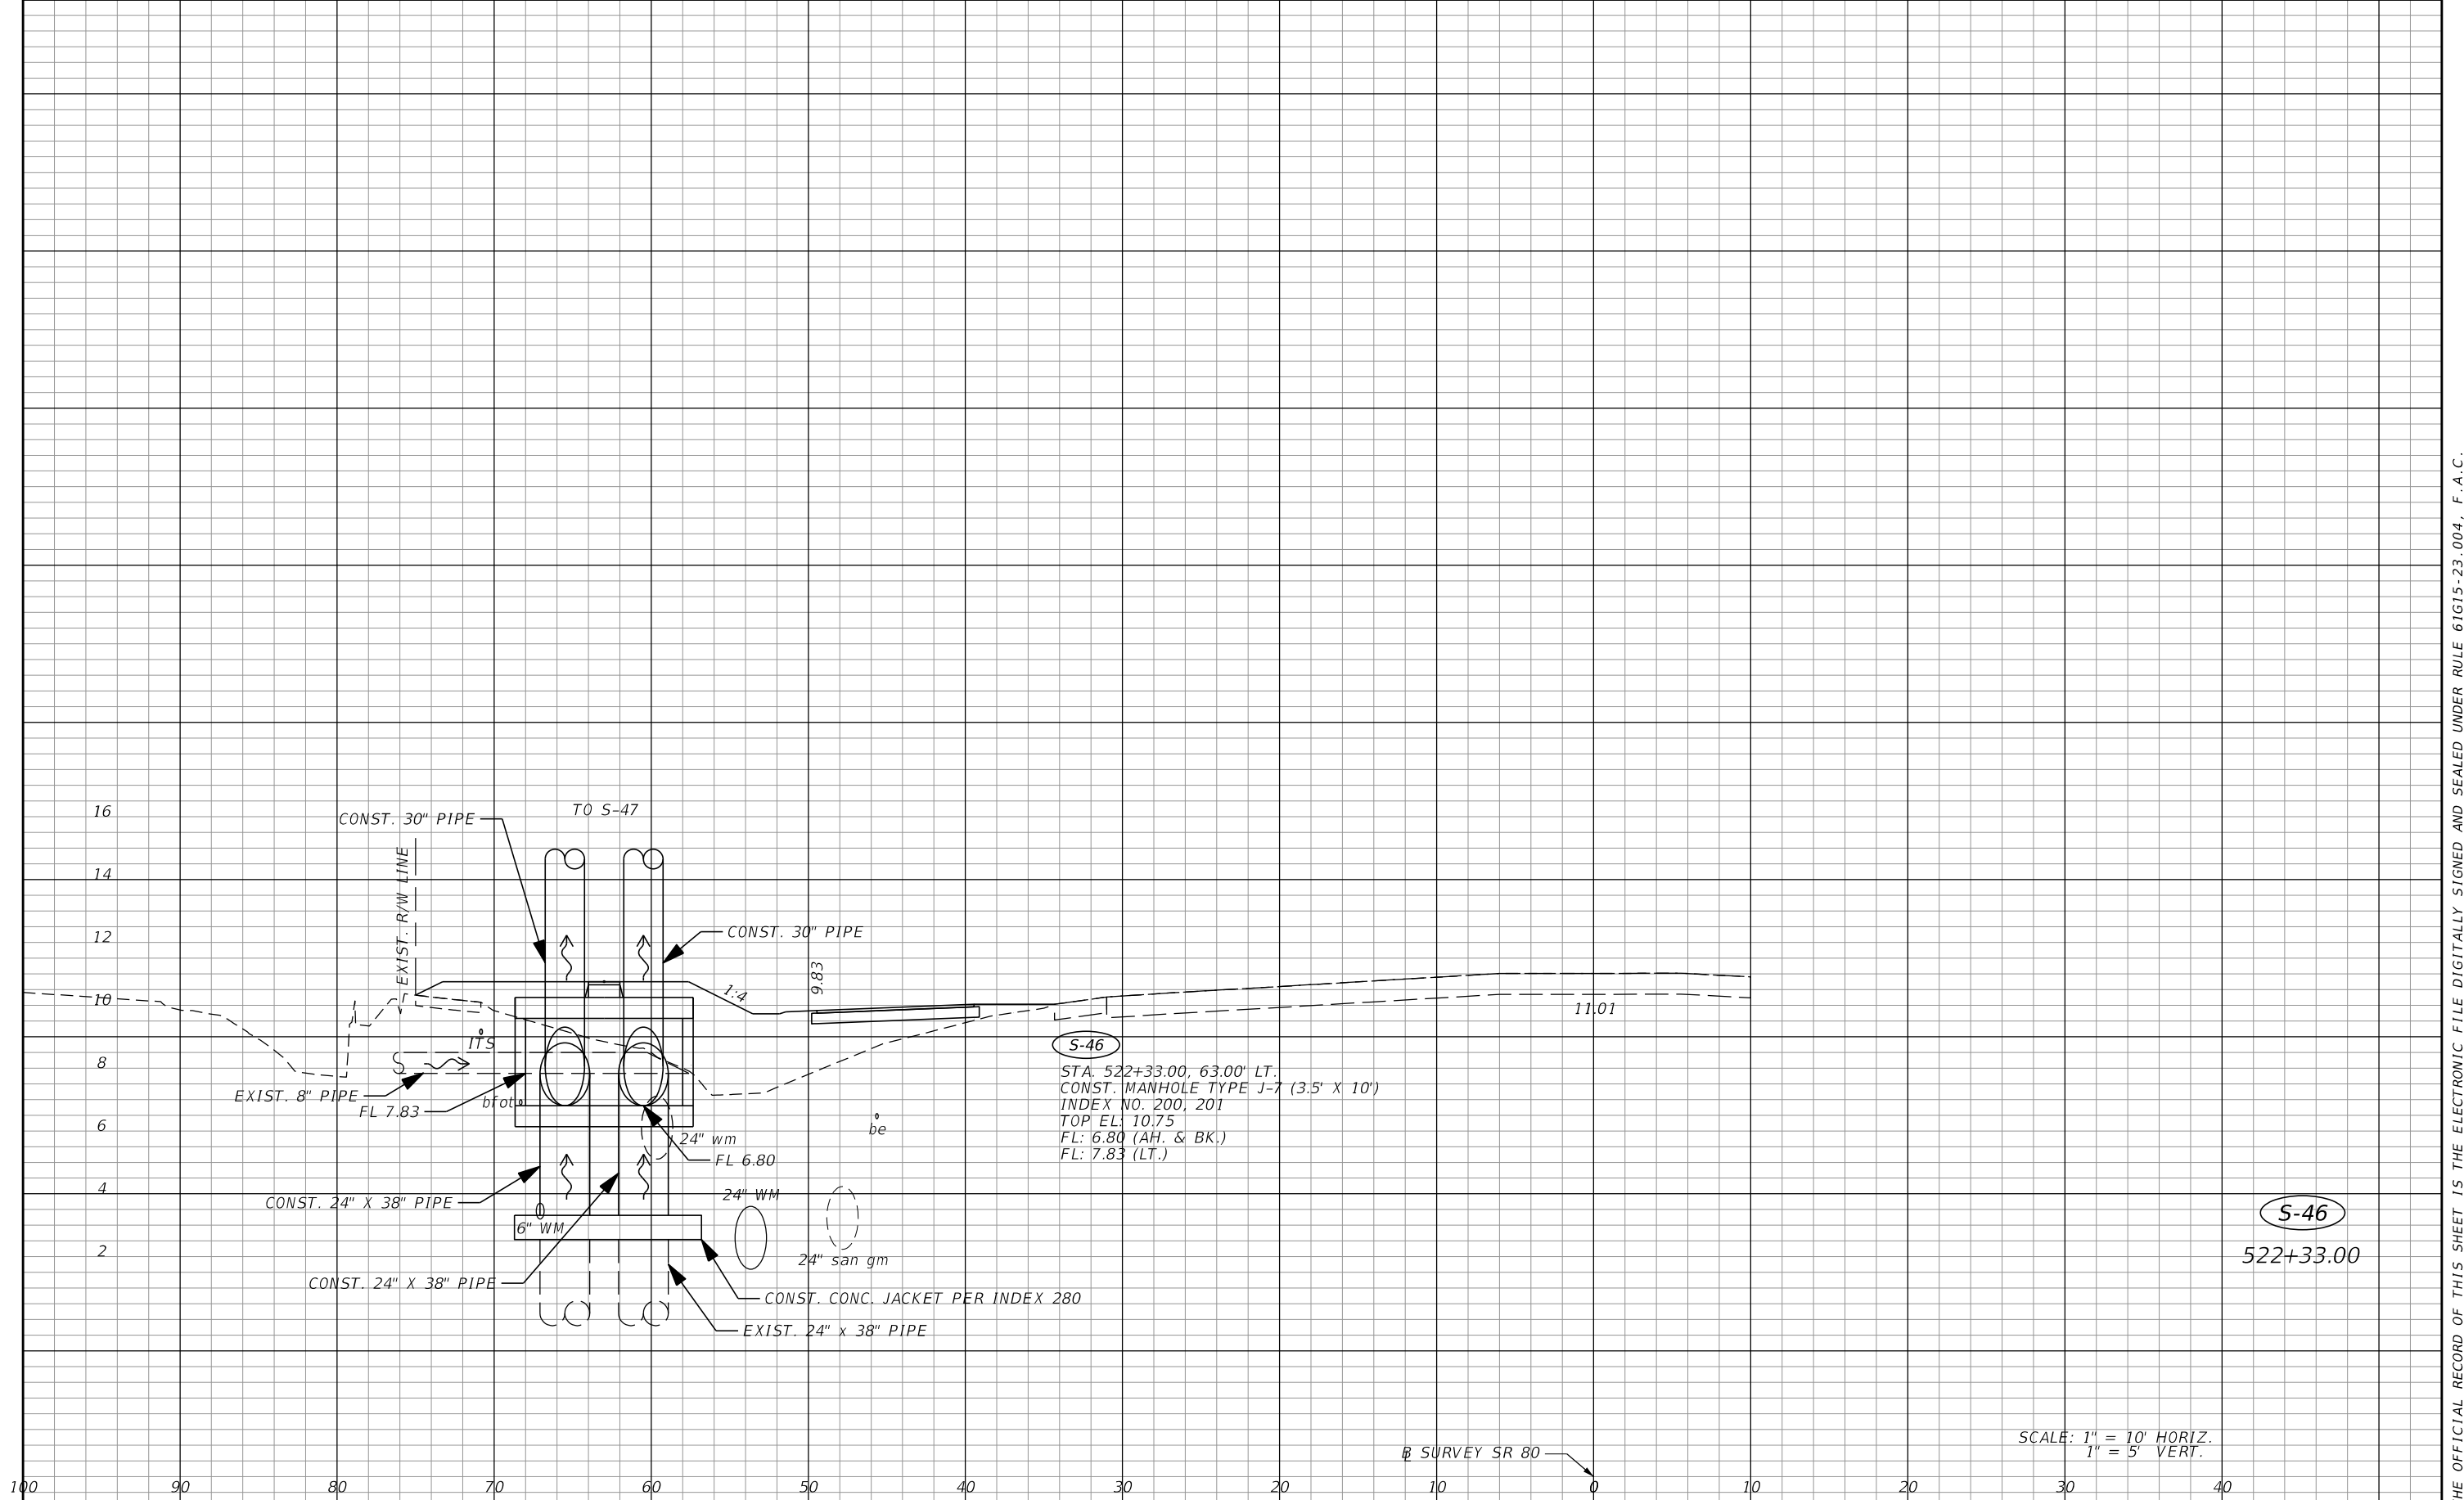 16
14
12
10
8
6
4
2
CONST. 30" PIPE
TO S-47
EXIST. R/W LINE
CONST. 30" PIPE
1:4
9.83
11.01
ITS
EXIST. 8" PIPE
FL 7.83
bfot
24" wm
FL 6.80
be
S-46
STA. 522+33.00, 63.00' LT.
CONST. MANHOLE TYPE J-7 (3.5' X 10')
INDEX NO. 200, 201
TOP EL: 10.75
FL: 6.80 (AH. & BK.)
FL: 7.83 (LT.)
CONST. 24" X 38" PIPE
6" WM
24" WM
24" san gm
CONST. 24" X 38" PIPE
CONST. CONC. JACKET PER INDEX 280
EXIST. 24" x 38" PIPE
S-46
522+33.00
BL SURVEY SR 80
SCALE: 1" = 10' HORIZ.
1" = 5' VERT.
100 90 80 70 60 50 40 30 20 10 0 10 20 30 40
HE OFFICIAL RECORD OF THIS SHEET IS THE ELECTRONIC FILE DIGITALLY SIGNED AND SEALED UNDER RULE 61G15-23.004, F.A.C.